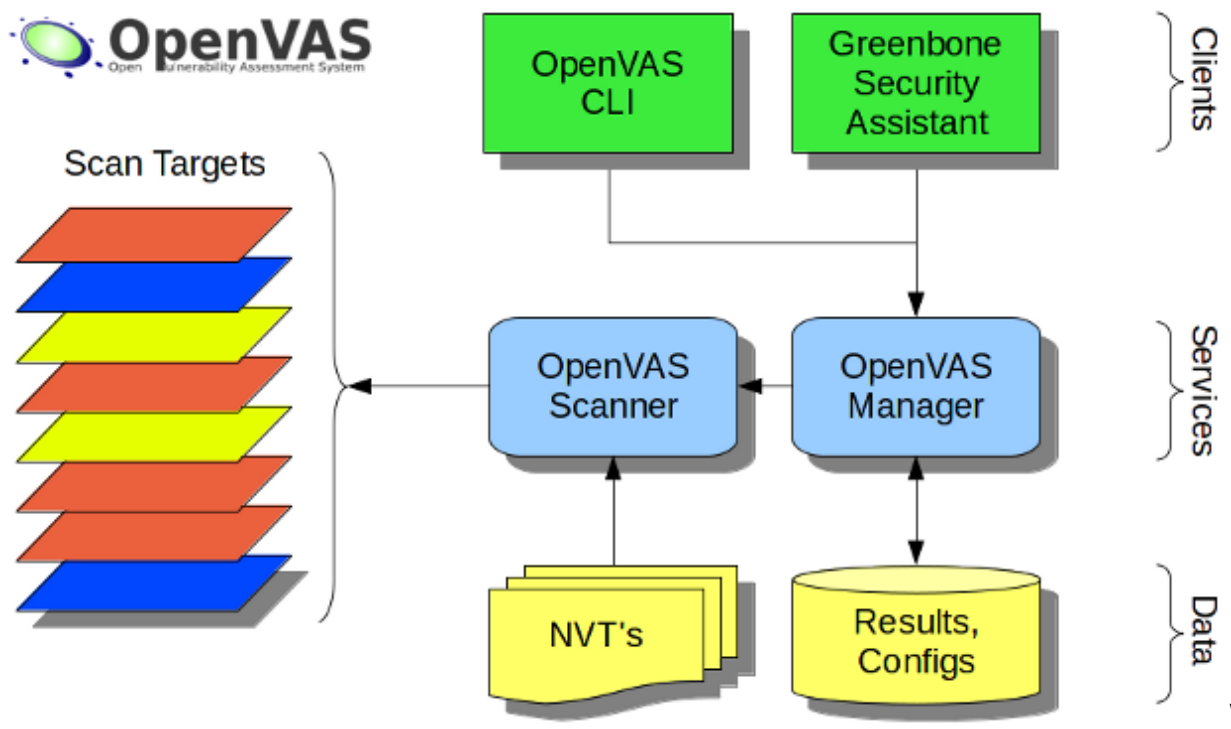 OpenVAS
Open Vulnerability Assessment System
OpenVAS
CLI
Greenbone
Security
Assistant
Clients
Scan Targets
OpenVAS
Scanner
OpenVAS
Manager
Services
NVT's
Results,
Configs
Data